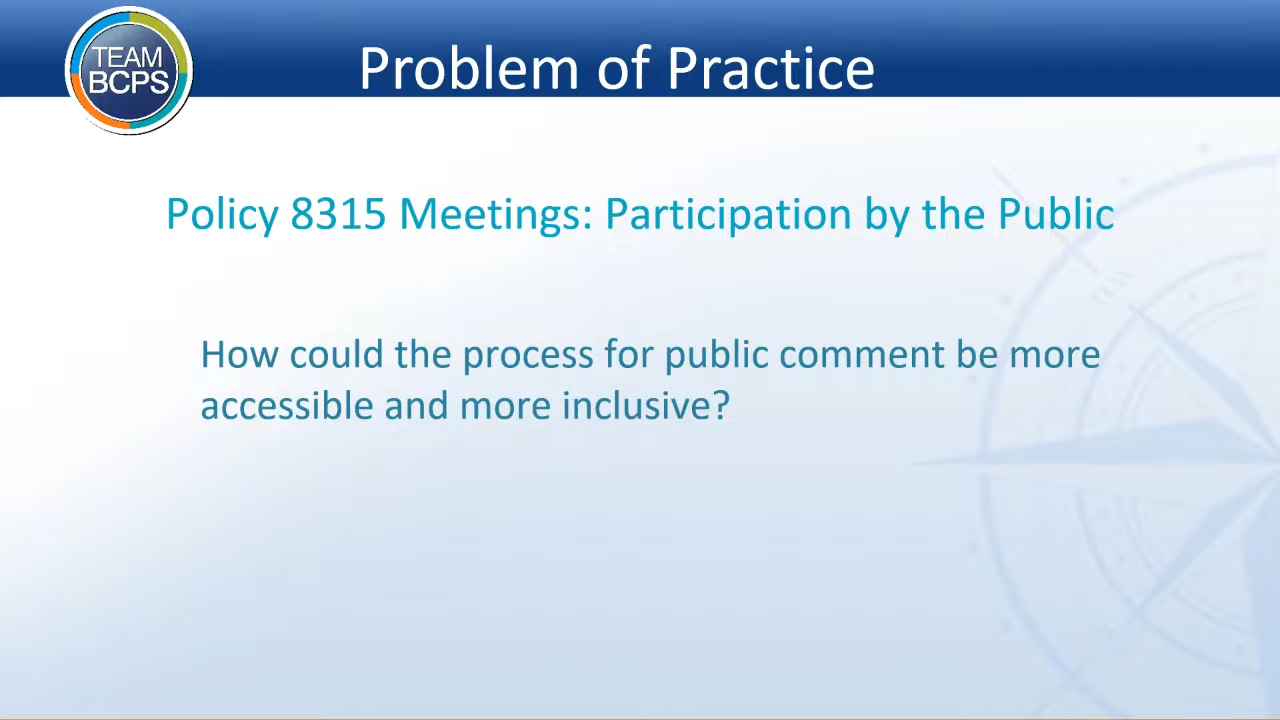 TEAM
BCPS
Problem of Practice
Policy 8315 Meetings: Participation by the Public
How could the process for public comment be more
accessible and more inclusive?